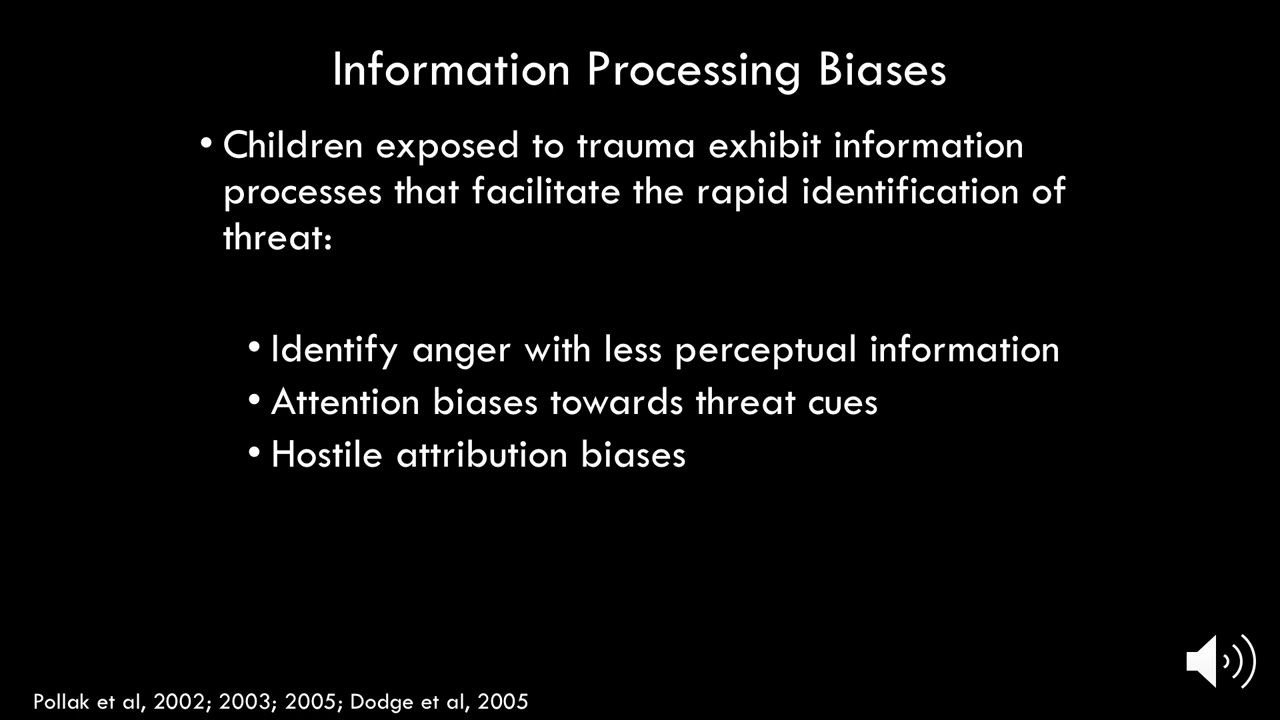 Information Processing Biases
• Children exposed to trauma exhibit information
processes that facilitate the rapid identification of
threat:
• Identify anger with less perceptual information
• Attention biases towards threat cues
• Hostile attribution biases
Pollak et al, 2002; 2003; 2005; Dodge et al, 2005